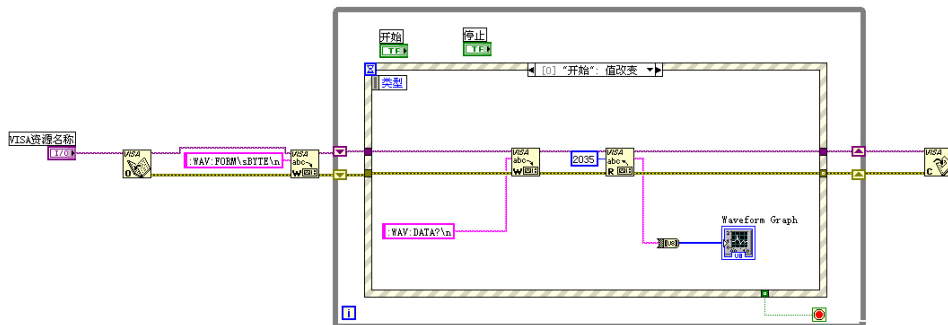 开始
TF
停止
TF
[0] "开始": 值改变
类型
VISA资源名称
I/O
VISA
O
:WAV:FORM\sBYTE\n
VISA
abc
W
VISA
abc
W
2035
VISA
abc
R
VISA
C
:WAV:DATA?\n
Waveform Graph
U8
U8
i